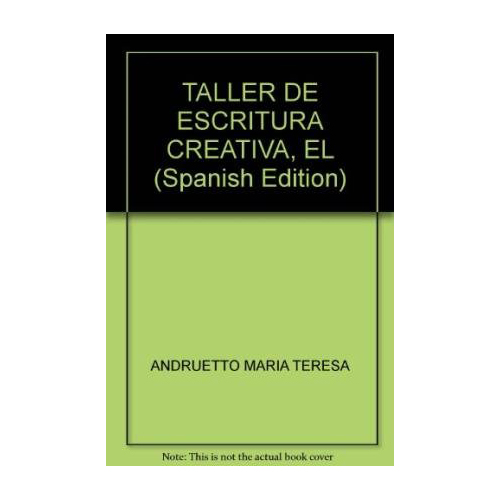 TALLER DE
ESCRITURA
CREATIVA, EL
(Spanish Edition)
ANDRUETTO MARIA TERESA
Note: This is not the actual book cover